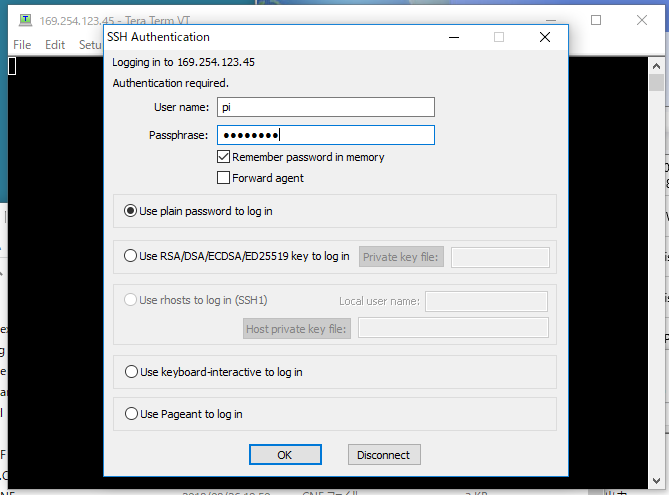 169.254.123.45 - Tera Term VT
File Edit Setu
SSH Authentication
Logging in to 169.254.123.45
Authentication required.
User name: pi
Passphrase: ●●●●●●●●
Remember password in memory
Forward agent
Use plain password to log in
Use RSA/DSA/ECDSA/ED25519 key to log in Private key file:
Use rhosts to log in (SSH1) Local user name:
Host private key file:
Use keyboard-interactive to log in
Use Pageant to log in
OK Disconnect